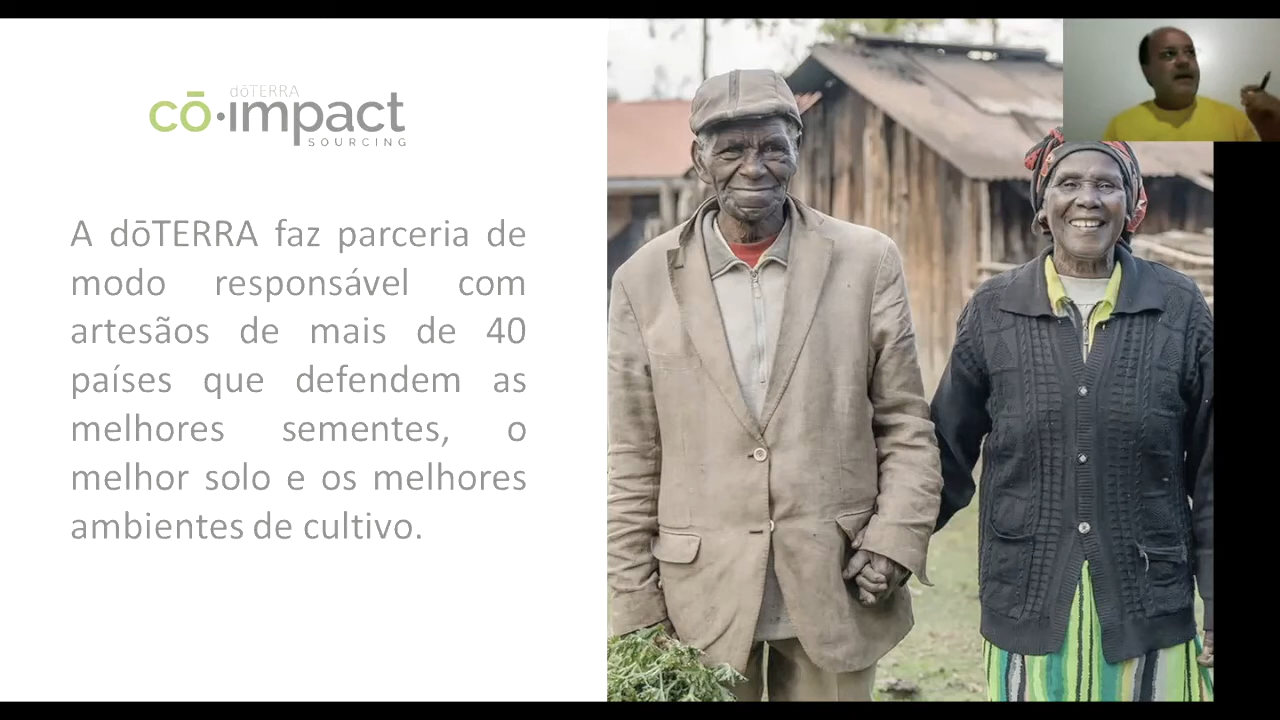 dōTERRA
cō•impact
SOURCING
A dōTERRA faz parceria de
modo responsável com
artesãos de mais de 40
países que defendem as
melhores sementes, o
melhor solo e os melhores
ambientes de cultivo.